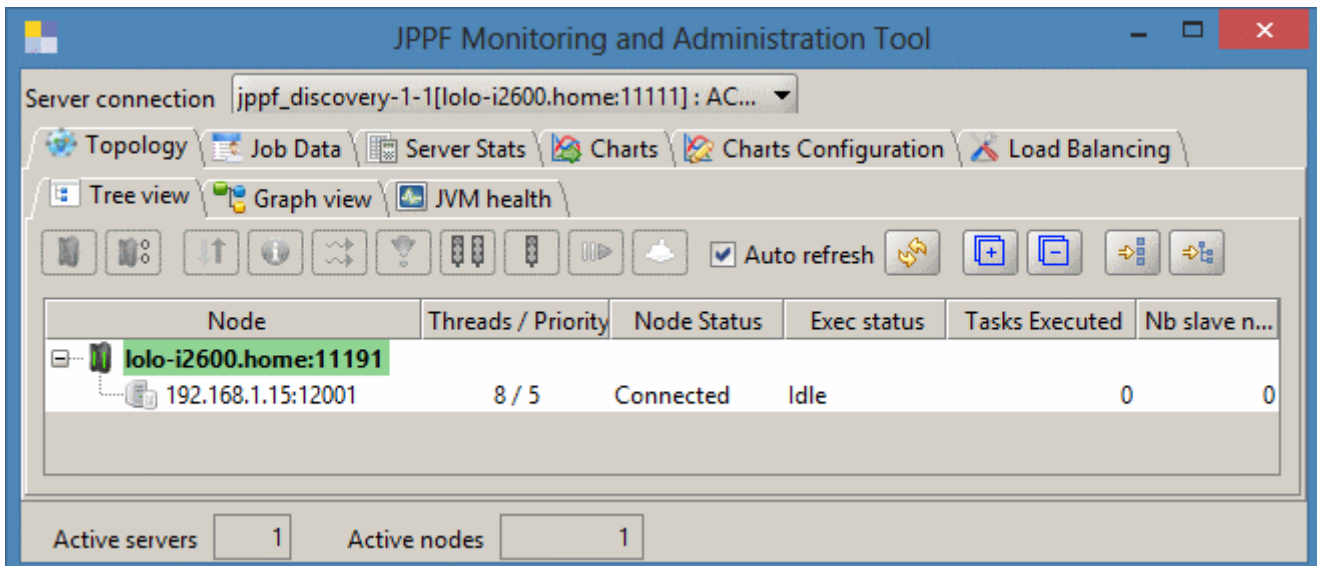 JPPF Monitoring and Administration Tool
Server connection jppf_discovery-1-1[lolo-i2600.home:11111] : AC...
Topology Job Data Server Stats Charts Charts Configuration Load Balancing
Tree view Graph view JVM health
Auto refresh
Node Threads / Priority Node Status Exec status Tasks Executed Nb slave n...
lolo-i2600.home:11191
192.168.1.15:12001 8 / 5 Connected Idle 0 0
Active servers 1 Active nodes 1